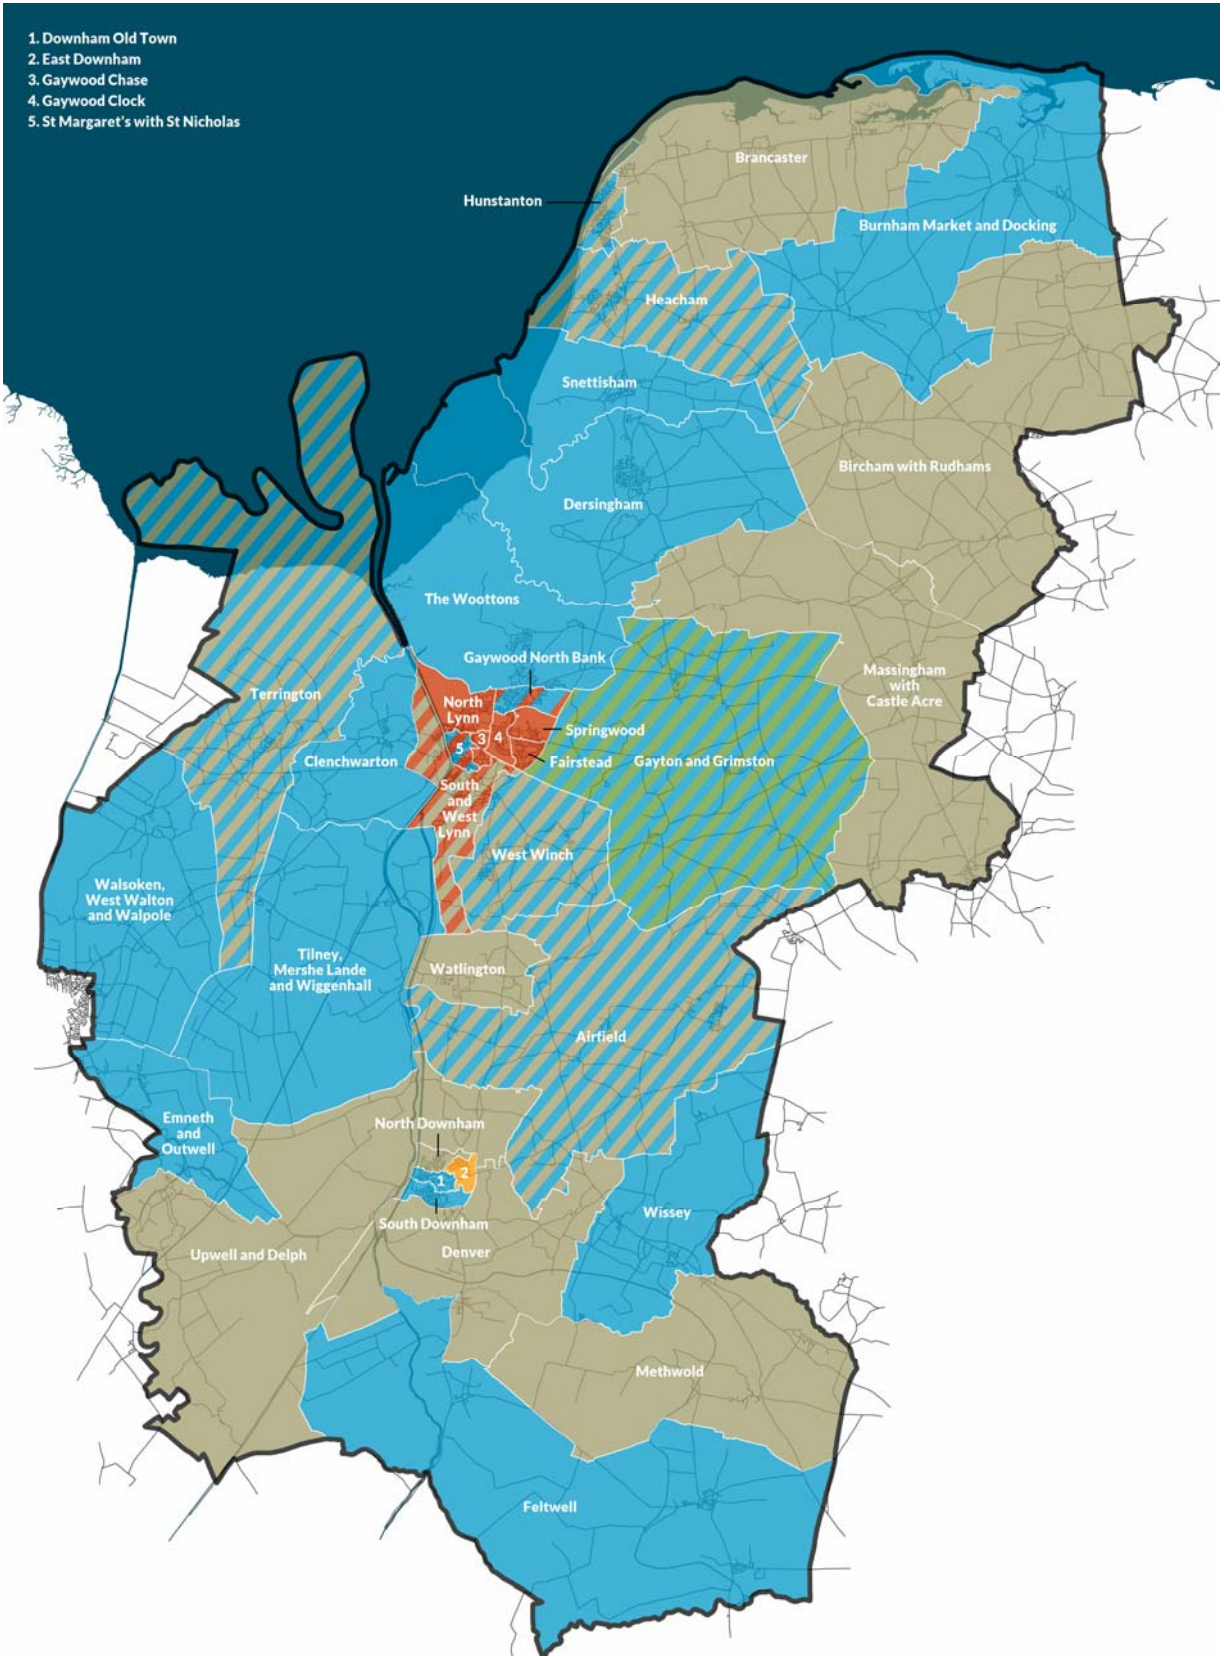 1. Downham Old Town
2. East Downham
3. Gaywood Chase
4. Gaywood Clock
5. St Margaret's with St Nicholas
Brancaster
Hunstanton
Burnham Market and Docking
Heacham
Snettisham
Bircham with Rudhams
Dersingham
The Woottons
Gaywood North Bank
Massingham
with
Castle Acre
Terrington
North
Lynn
Springwood
3
4
5
Clenchwarton
Fairstead
Gayton and Grimston
South
and
West
Lynn
West Winch
Walsoken,
West Walton
and Walpole
Tilney,
Mershe Lande
and Wiggenhall
Watlington
Airfield
Emneth
and
Outwell
North Downham
2
1
South Downham
Wissey
Upwell and Delph
Denver
Methwold
Feltwell